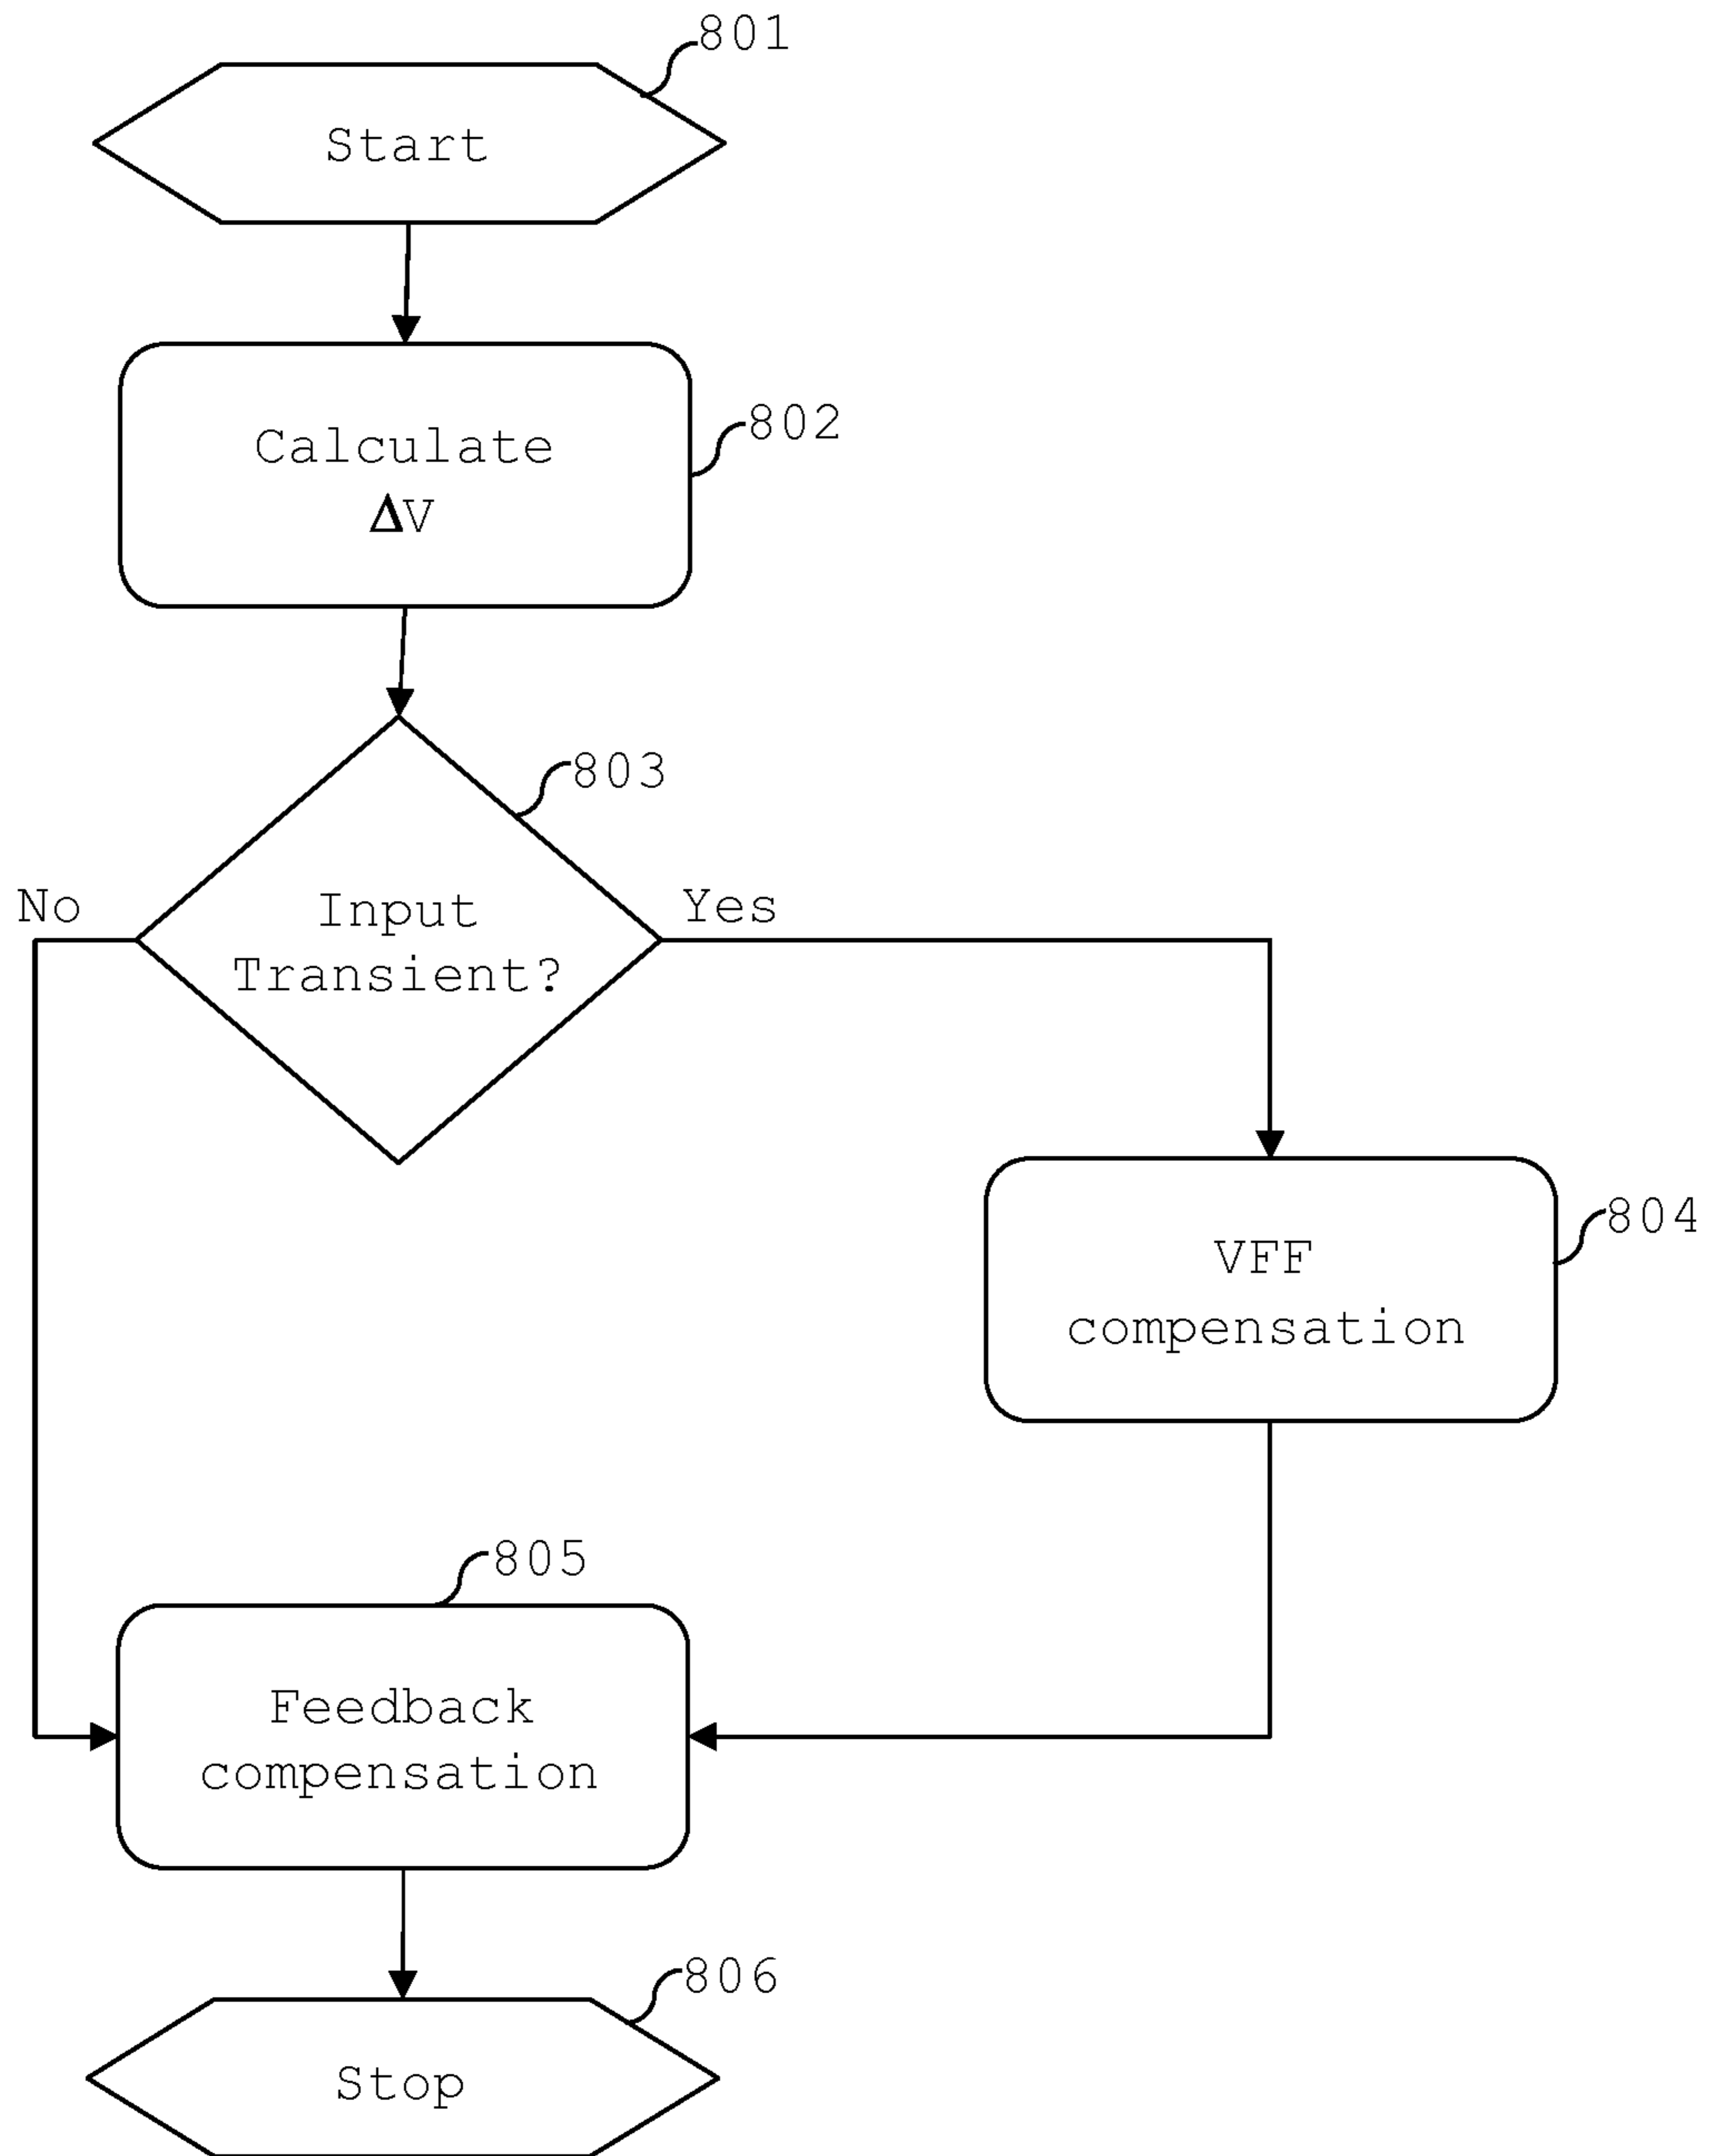 801
Start
802
Calculate
ΔV
803
No
Yes
Input
Transient?
804
VFF
compensation
805
Feedback
compensation
806
Stop